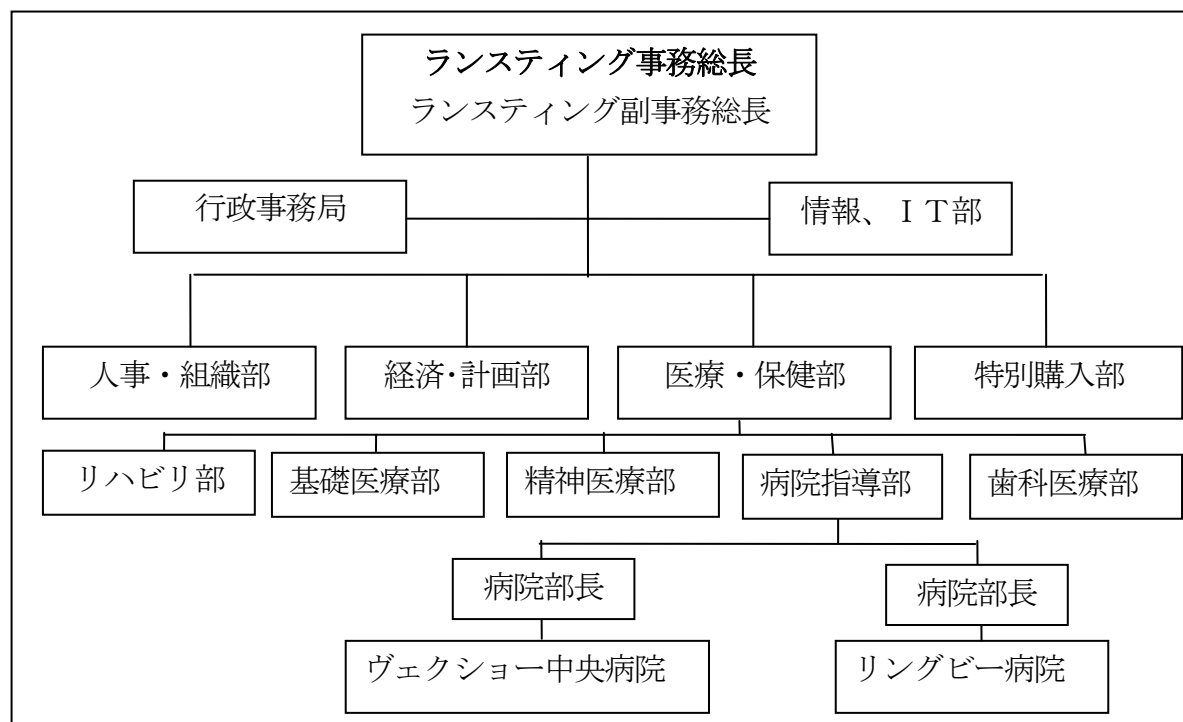 ランスティング事務総長
ランスティング副事務総長
行政事務局
情報、ＩＴ部
人事・組織部
経済･計画部
医療・保健部
特別購入部
リハビリ部
基礎医療部
精神医療部
病院指導部
歯科医療部
病院部長
病院部長
ヴェクショー中央病院
リングビー病院